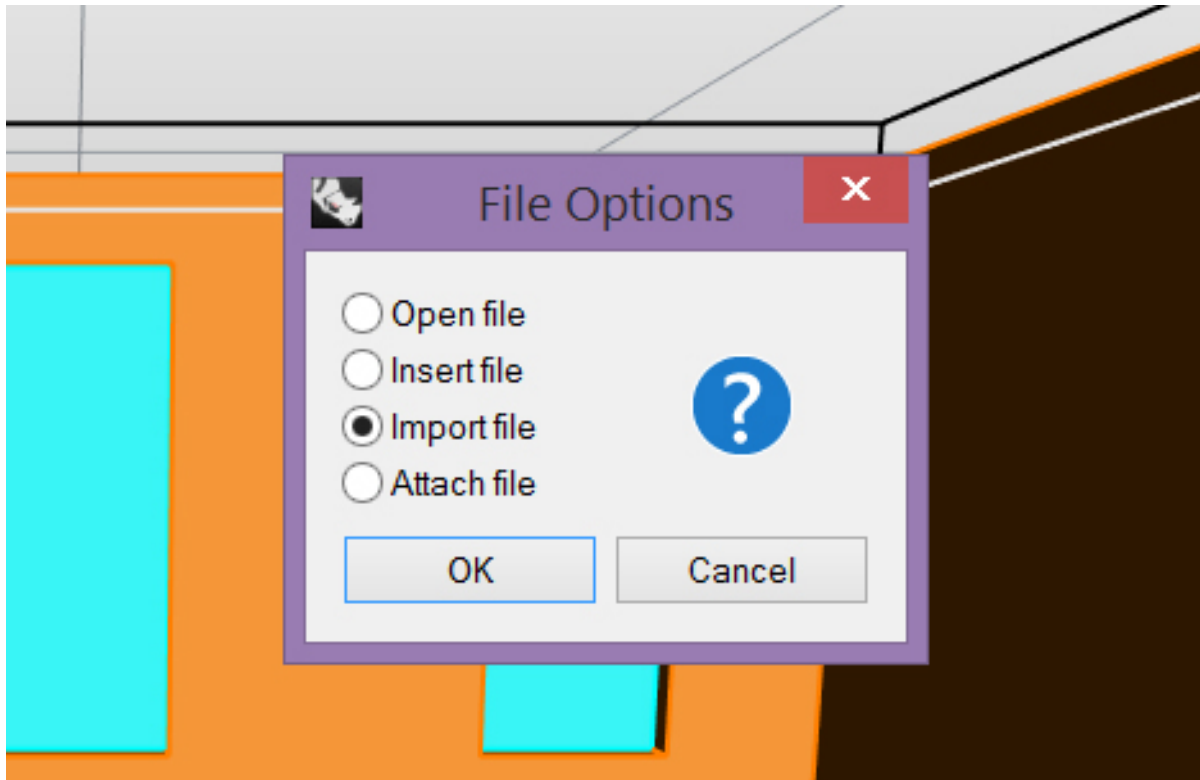 File Options
Open file
Insert file
Import file
Attach file
OK Cancel